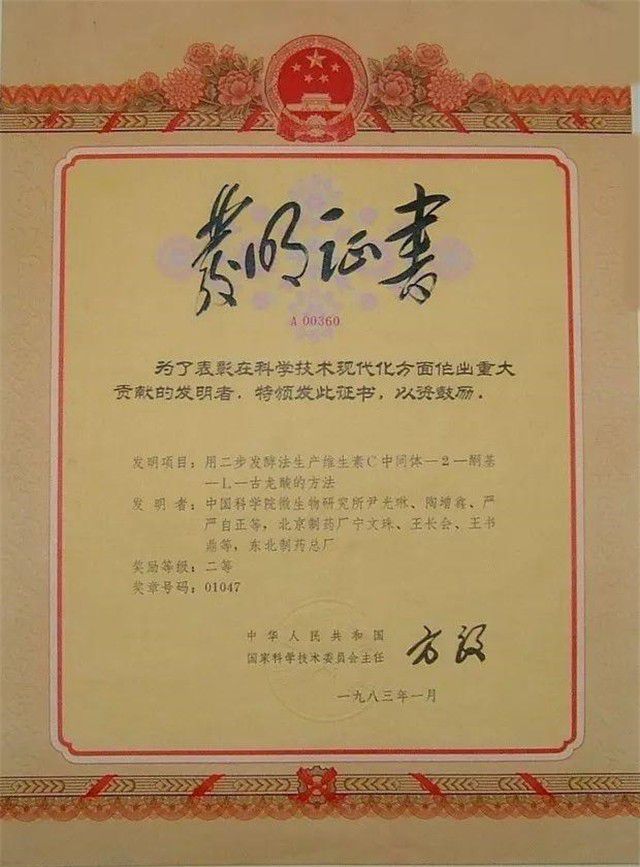 发明证书
A 00360
为了表彰在科学技术现代化方面作出重大
贡献的发明者．特颁发此证书，以资鼓励．
发明项目：用二步发酵法生产维生素C中间体—2—酮基
—L—古龙酸的方法
发 明 者：中国科学院微生物研究所尹光琳、陶增鑫、严
严自正等，北京制药厂宁文珠、王长会、王书
鼎等，东北制药总厂
奖励等级：二等
奖章号码：01047
中华人民共和国
国家科学技术委员会主任 方毅
一九八三年一月